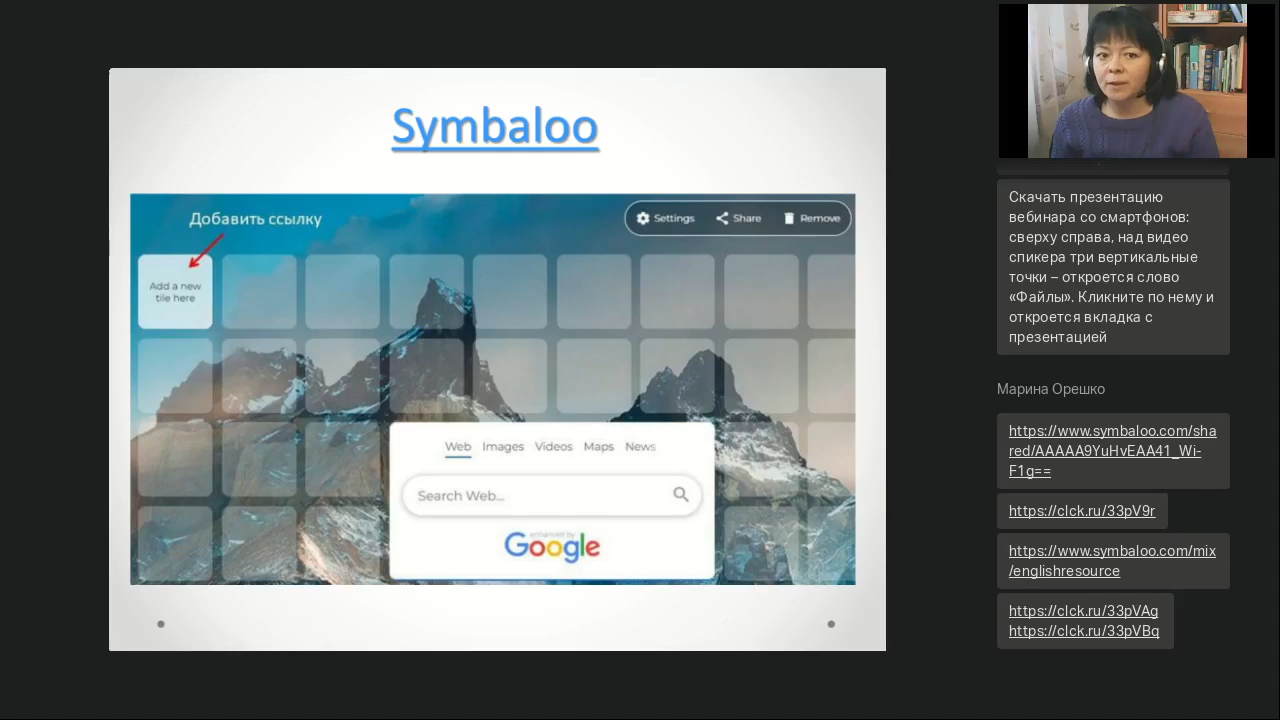 Symbaloo
Добавить ссылку
Settings
Share
Remove
Add a new
tile here
Web
Images
Videos
Maps
News
Search Web...
enhanced by
Google
Скачать презентацию
вебинара со смартфонов:
сверху справа, над видео
спикера три вертикальные
точки – откроется слово
«Файлы». Кликните по нему и
откроется вкладка с
презентацией
Марина Орешко
https://www.symbaloo.com/sha
red/AAAAA9YuHvEAA41_Wi-
F1g==
https://clck.ru/33pV9r
https://www.symbaloo.com/mix
/englishresource
https://clck.ru/33pVAg
https://clck.ru/33pVBq